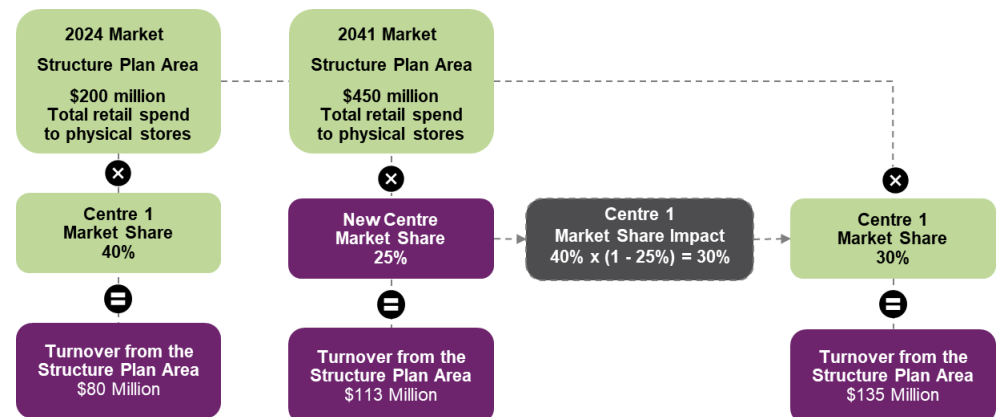 2024 Market
Structure Plan Area
$200 million
Total retail spend
to physical stores
×
Centre 1
Market Share
40%
=
Turnover from the
Structure Plan Area
$80 Million
2041 Market
Structure Plan Area
$450 million
Total retail spend
to physical stores
×
New Centre
Market Share
25%
=
Turnover from the
Structure Plan Area
$113 Million
Centre 1
Market Share Impact
40% x (1 - 25%) = 30%
×
Centre 1
Market Share
30%
=
Turnover from the
Structure Plan Area
$135 Million